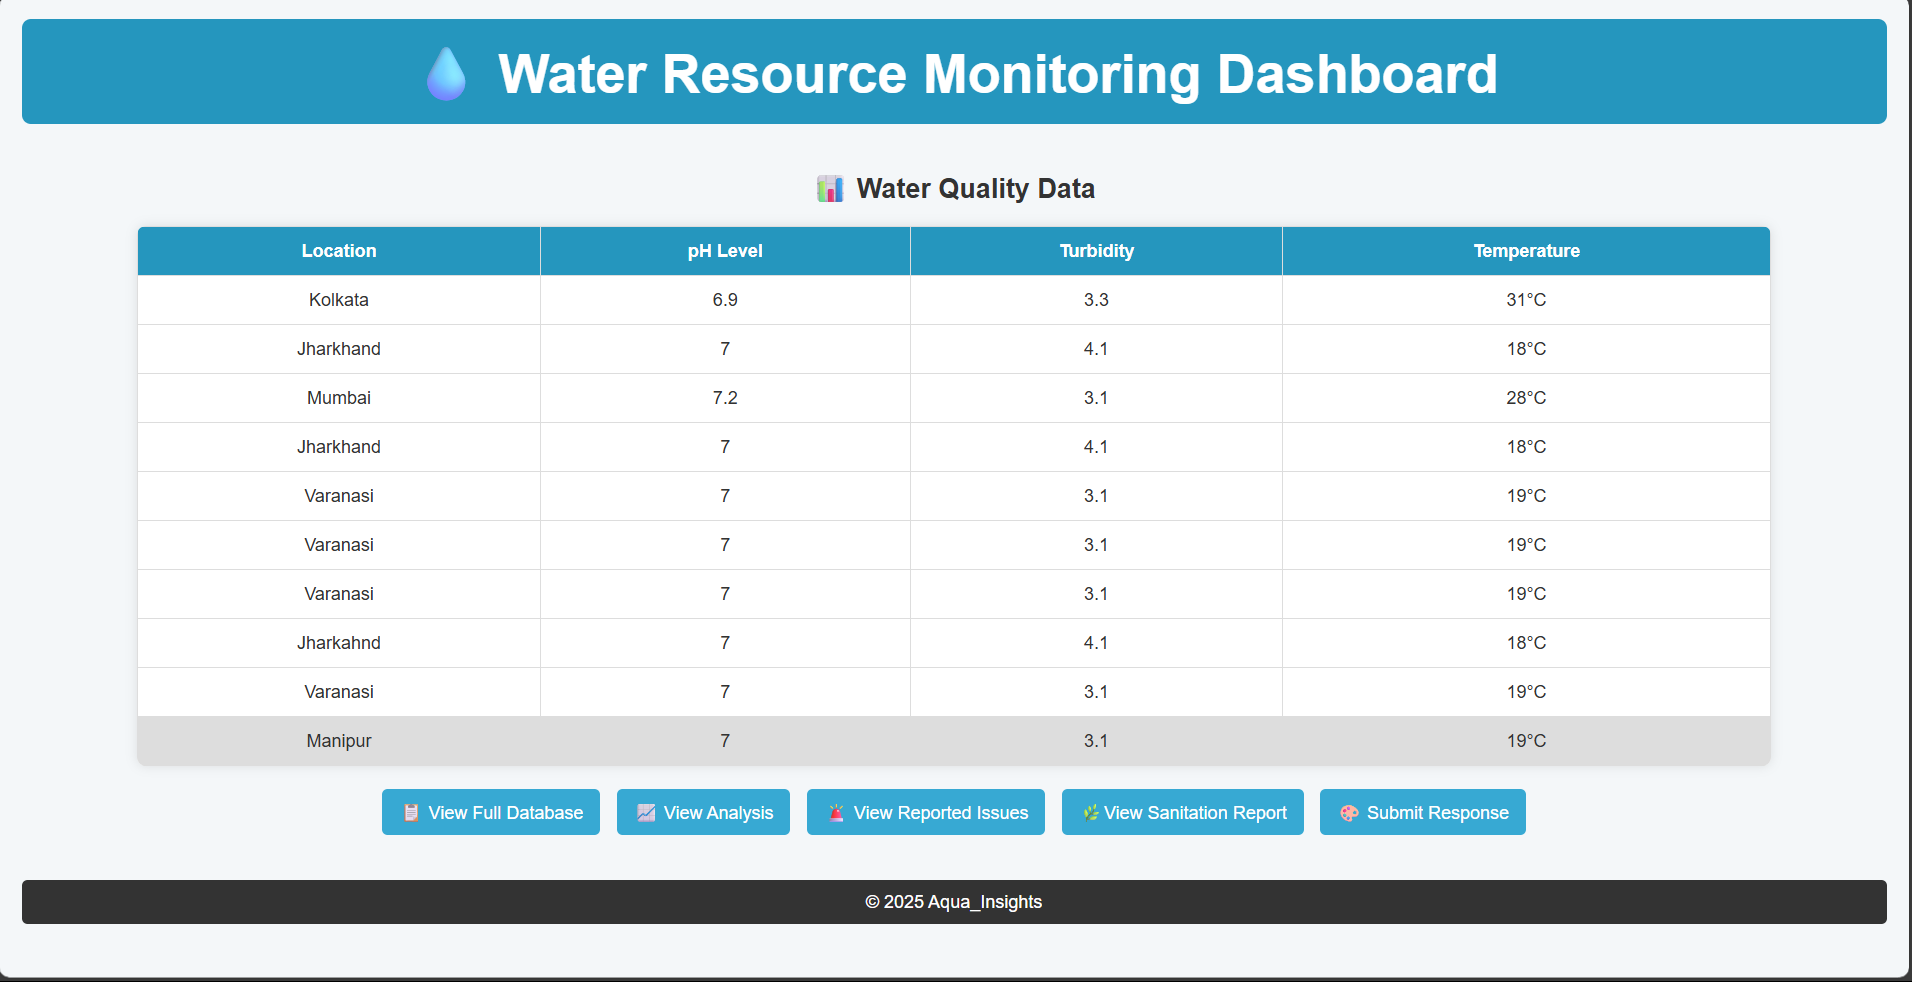 💧 Water Resource Monitoring Dashboard
📊 Water Quality Data
Location pH Level Turbidity Temperature
Kolkata 6.9 3.3 31°C
Jharkhand 7 4.1 18°C
Mumbai 7.2 3.1 28°C
Jharkhand 7 4.1 18°C
Varanasi 7 3.1 19°C
Varanasi 7 3.1 19°C
Varanasi 7 3.1 19°C
Jharkahnd 7 4.1 18°C
Varanasi 7 3.1 19°C
Manipur 7 3.1 19°C
📋 View Full Database 📈 View Analysis 🚨 View Reported Issues 🌿View Sanitation Report 🎨 Submit Response
© 2025 Aqua_Insights